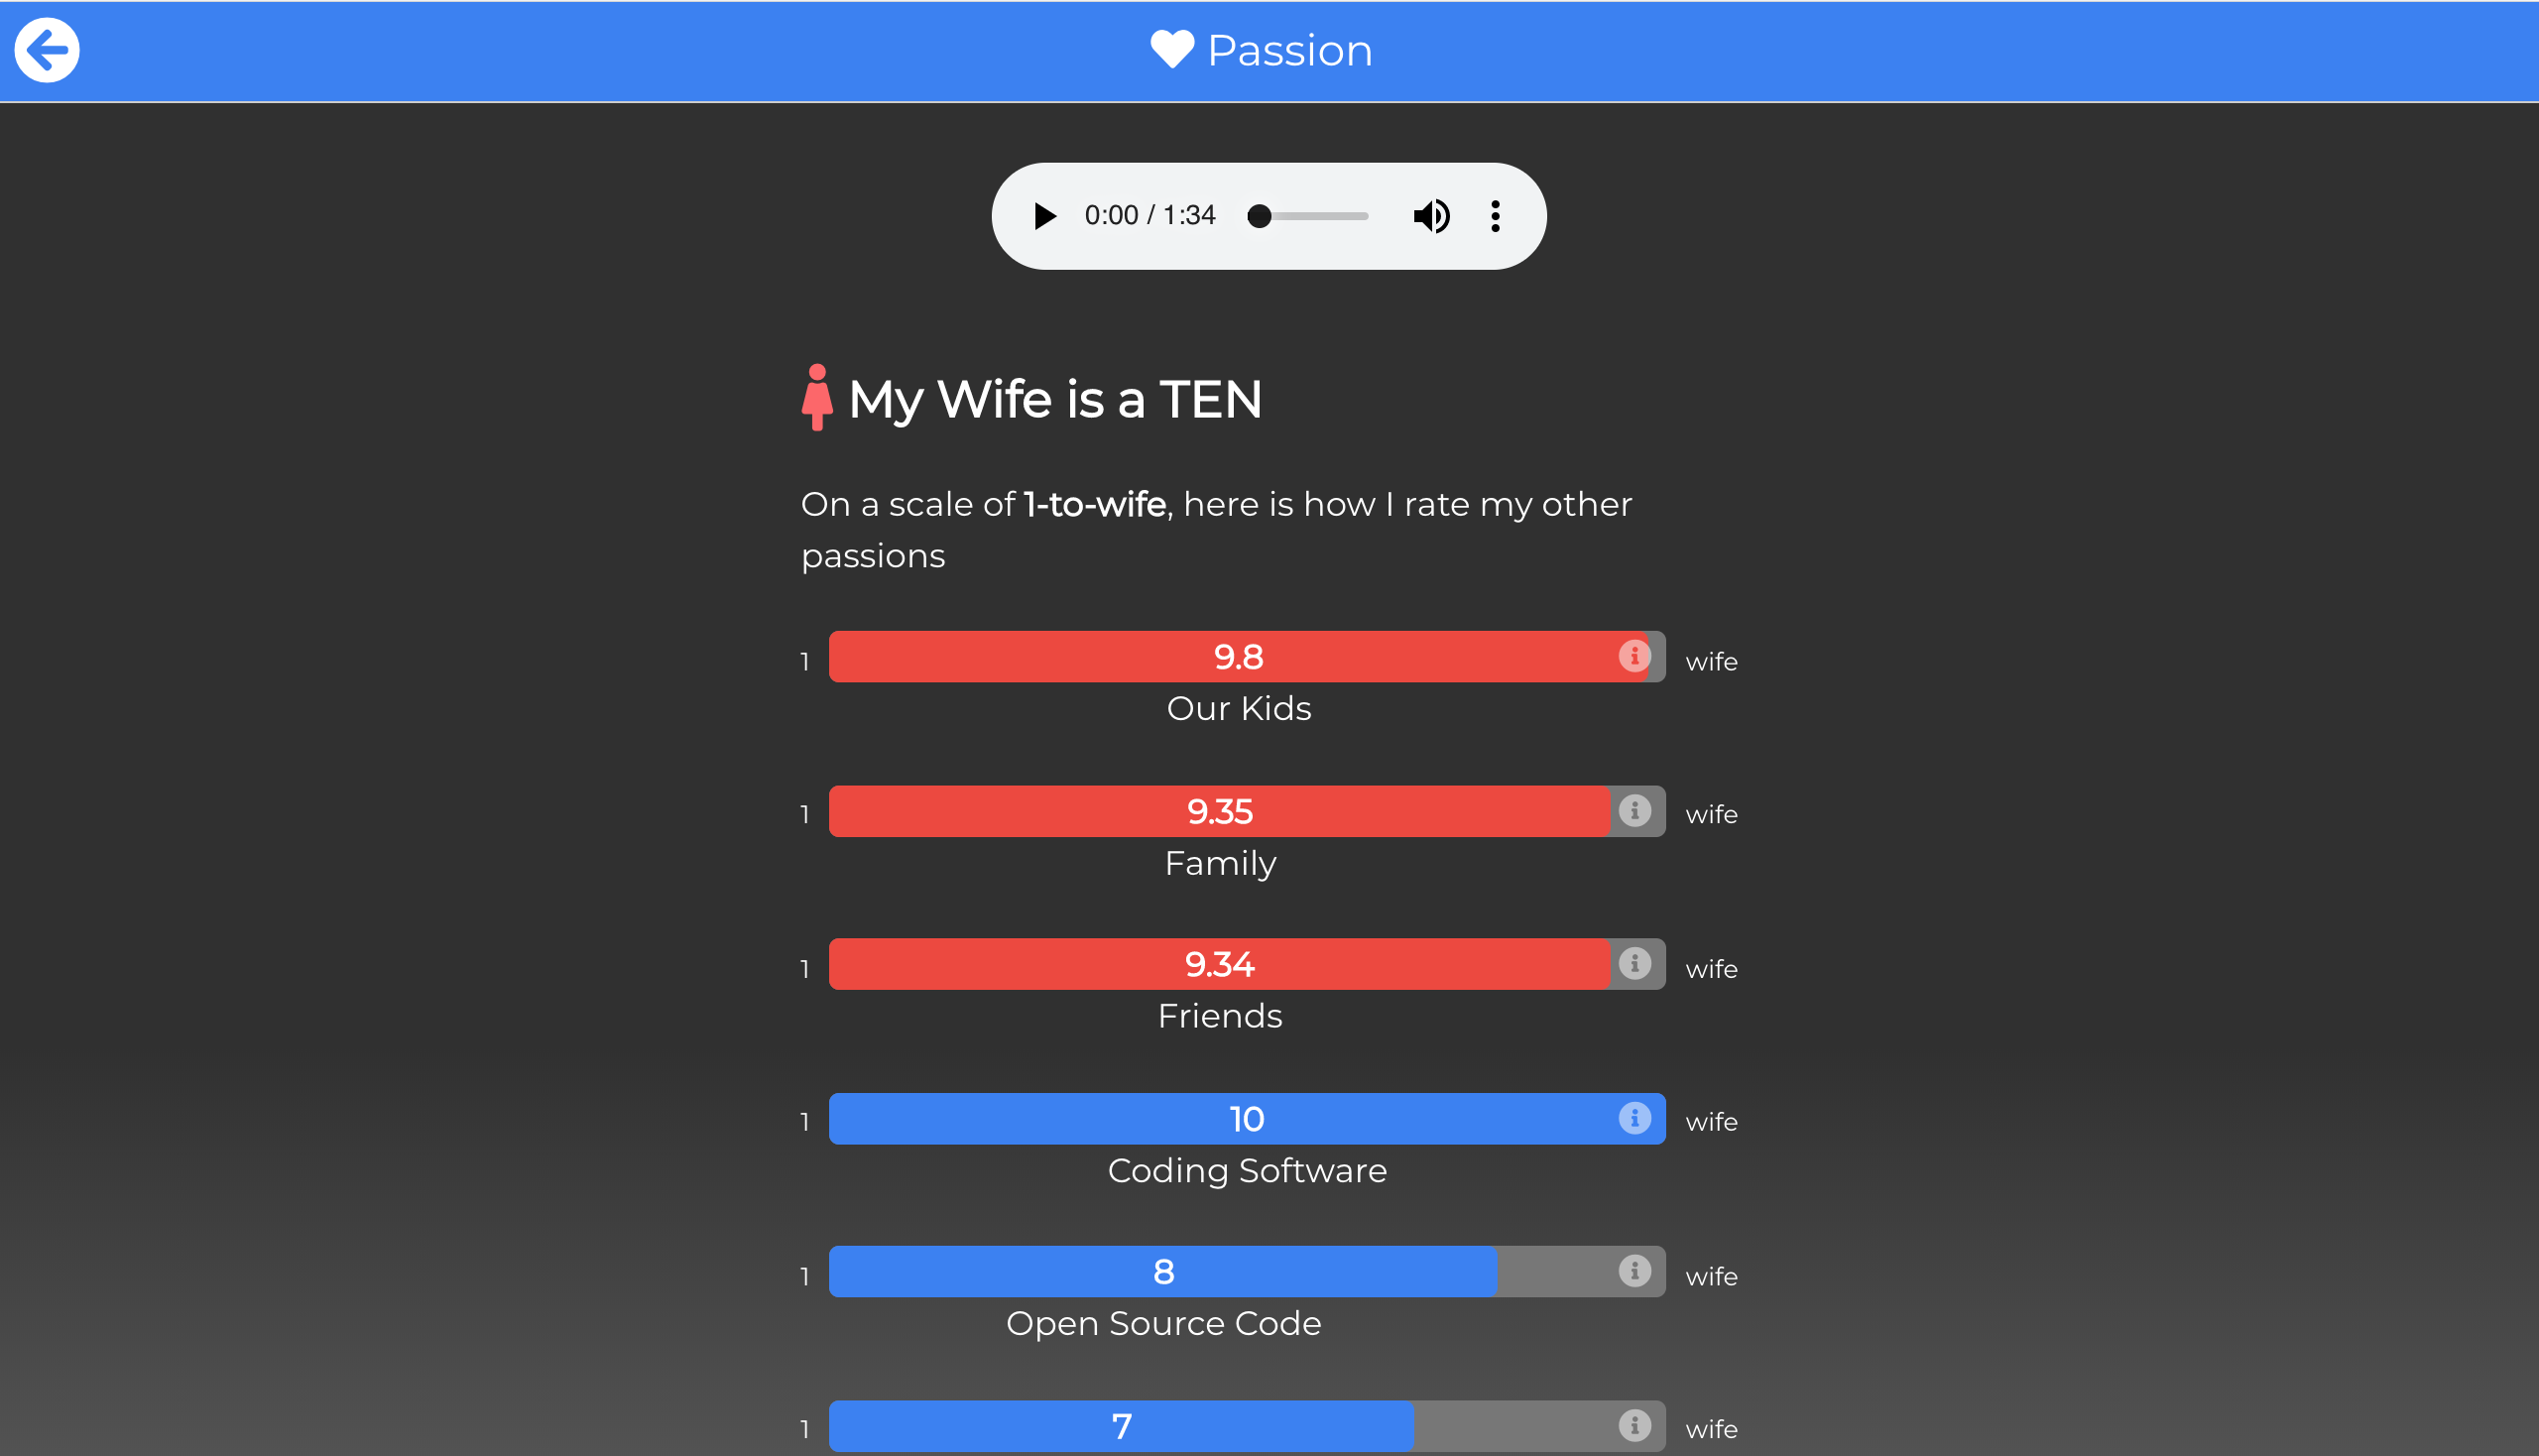 Passion
0:00 / 1:34
My Wife is a TEN
On a scale of 1-to-wife, here is how I rate my other
passions
1 9.8 wife
Our Kids
1 9.35 wife
Family
1 9.34 wife
Friends
1 10 wife
Coding Software
1 8 wife
Open Source Code
1 7 wife